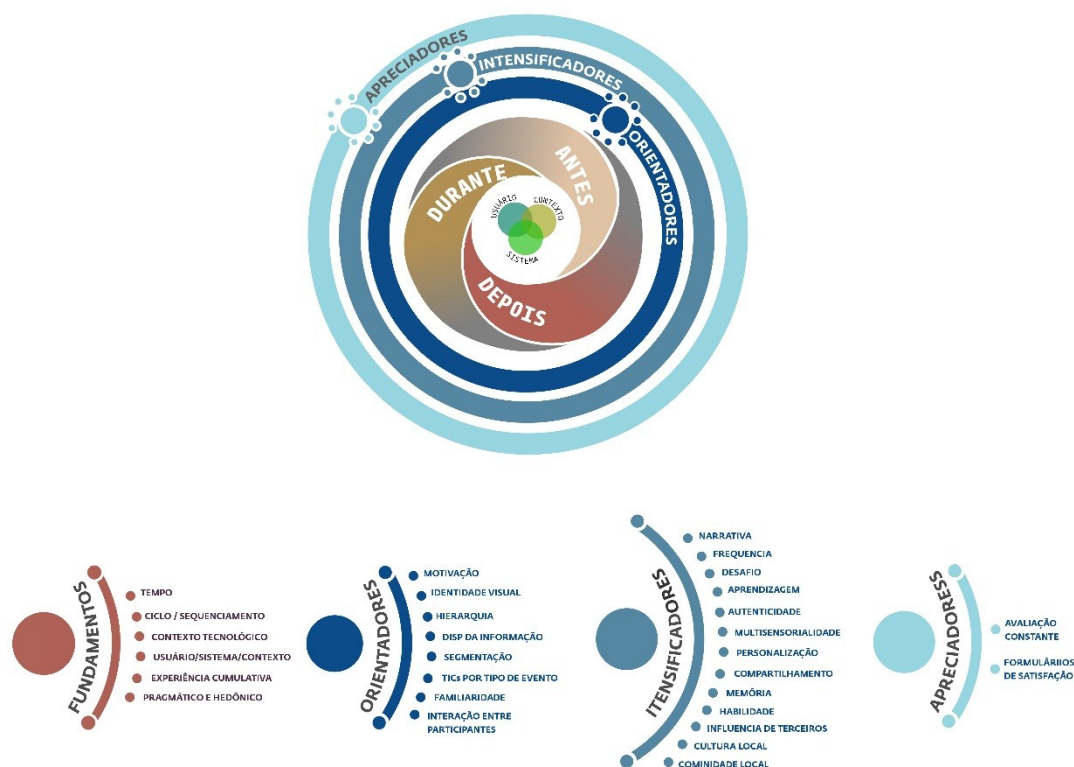 APRECIADORES
INTENSIFICADORES
ORIENTADORES
ANTES
DURANTE
DEPOIS
USUÁRIO
CONTEXTO
SISTEMA
FUNDAMENTOS
TEMPO
CICLO / SEQUENCIAMENTO
CONTEXTO TECNOLÓGICO
USUÁRIO/SISTEMA/CONTEXTO
EXPERIÊNCIA CUMULATIVA
PRAGMÁTICO E HEDÔNICO
ORIENTADORES
MOTIVAÇÃO
IDENTIDADE VISUAL
HIERARQUIA
DISP DA INFORMAÇÃO
SEGMENTAÇÃO
TICs POR TIPO DE EVENTO
FAMILIARIDADE
INTERAÇÃO ENTRE
PARTICIPANTES
ITENSIFICADORES
NARRATIVA
FREQUENCIA
DESAFIO
APRENDIZAGEM
AUTENTICIDADE
MULTISENSORIALIDADE
PERSONALIZAÇÃO
COMPARTILHAMENTO
MEMÓRIA
HABILIDADE
INFLUENCIA DE TERCEIROS
CULTURA LOCAL
COMINIDADE LOCAL
APRECIADORESS
AVALIAÇÃO
CONSTANTE
FORMULÁRIIOS
DE SATISFAÇÃO